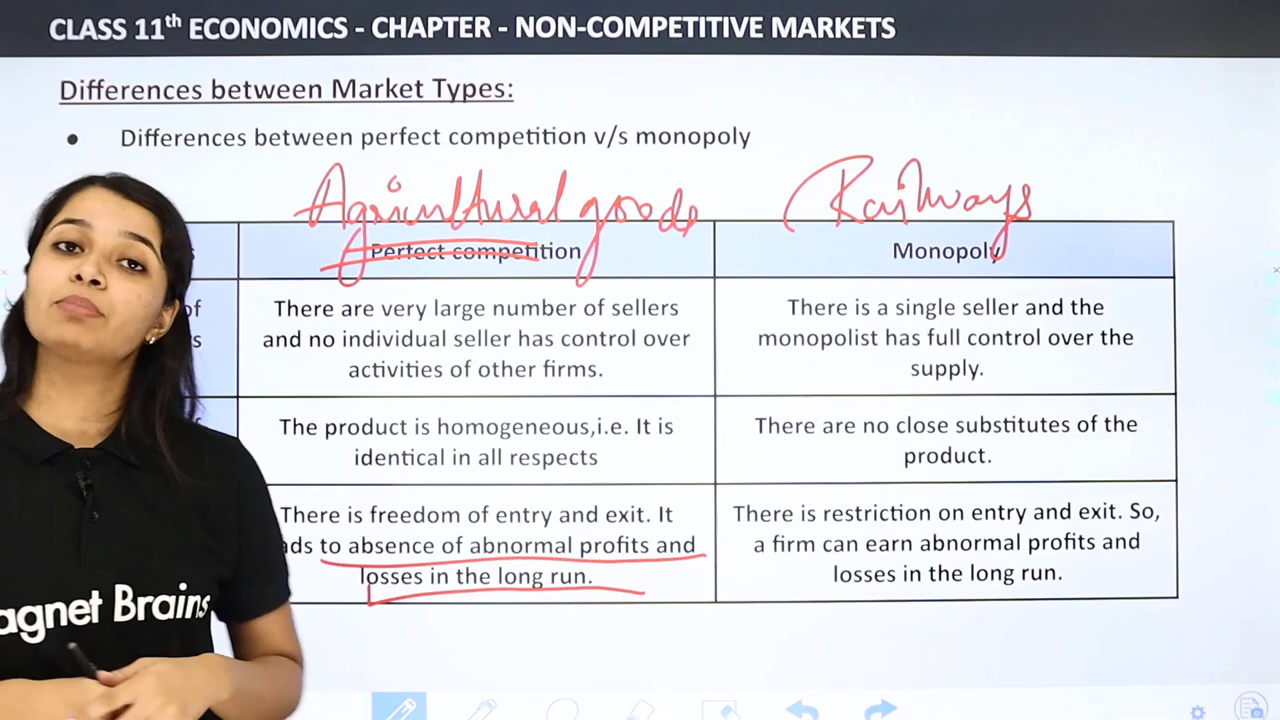 CLASS 11th ECONOMICS - CHAPTER - NON-COMPETITIVE MARKETS
Differences between Market Types:
• Differences between perfect competition v/s monopoly
Agricultural goods
Railways
Perfect competition
Monopoly
There are very large number of sellers
and no individual seller has control over
activities of other firms.
There is a single seller and the
monopolist has full control over the
supply.
of
s
The product is homogeneous,i.e. It is
identical in all respects
There are no close substitutes of the
product.
There is freedom of entry and exit. It
ads to absence of abnormal profits and
losses in the long run.
There is restriction on entry and exit. So,
a firm can earn abnormal profits and
losses in the long run.
agnet Brains